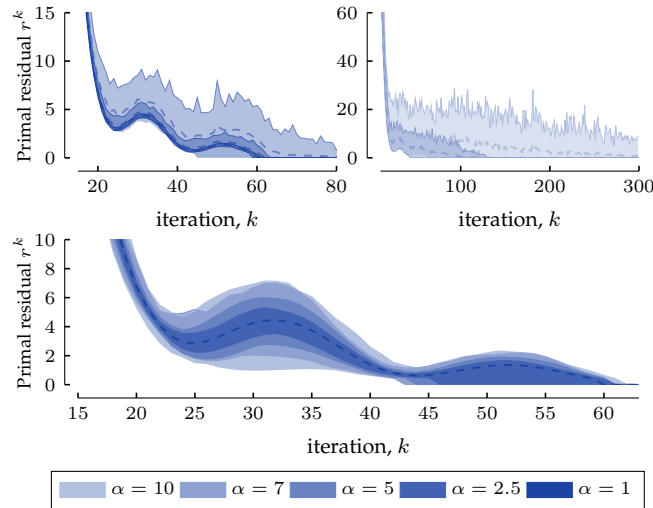 15
10
5
0
Primal residual r^k
20 40 60 80
iteration, k
60
40
20
0
100 200 300
iteration, k
10
8
6
4
2
0
Primal residual r^k
15 20 25 30 35 40 45 50 55 60
iteration, k
α = 10 α = 7 α = 5 α = 2.5 α = 1